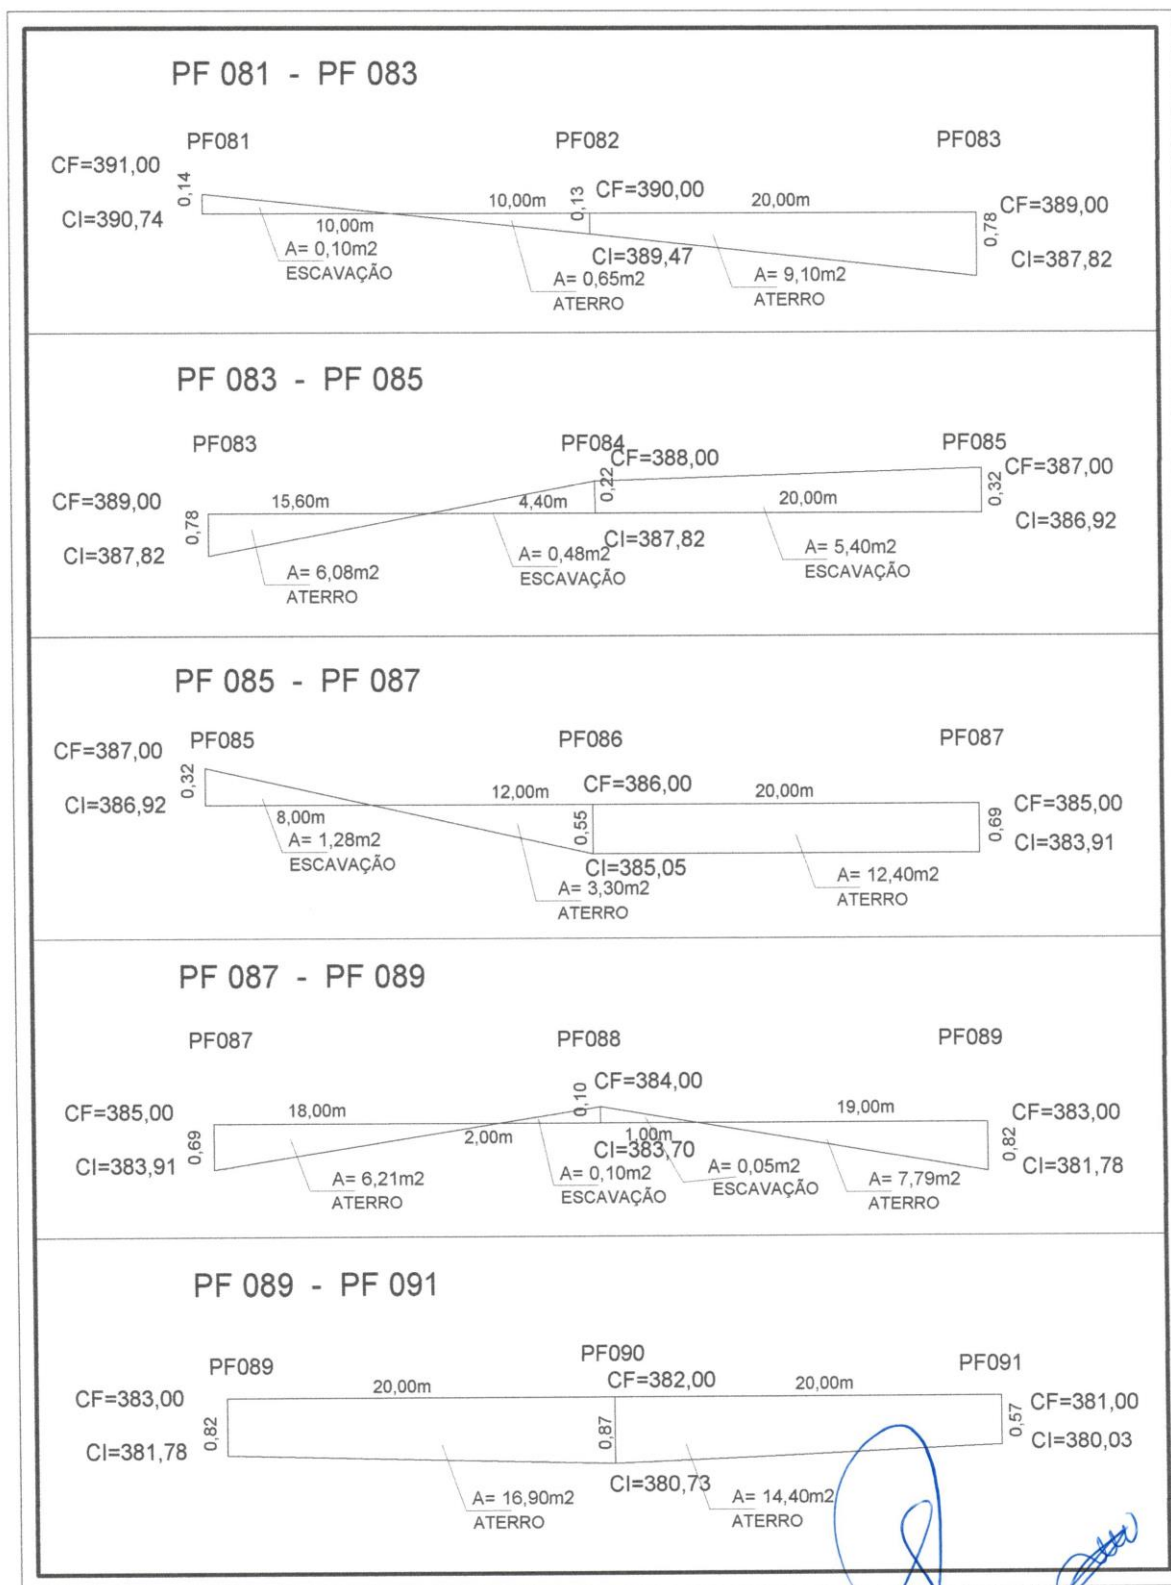 PF 081 - PF 083
PF081
PF082
PF083
CF=391,00
0,14
CI=390,74
10,00m
10,00m
0,13
CF=390,00
20,00m
CF=389,00
0,78
CI=387,82
A= 0,10m2
ESCAVAÇÃO
CI=389,47
A= 0,65m2
ATERRO
A= 9,10m2
ATERRO
PF 083 - PF 085
PF083
PF084
PF085
CF=389,00
0,78
CI=387,82
15,60m
4,40m
0,22
CF=388,00
20,00m
CF=387,00
0,32
CI=386,92
CI=387,82
A= 6,08m2
ATERRO
A= 0,48m2
ESCAVAÇÃO
A= 5,40m2
ESCAVAÇÃO
PF 085 - PF 087
PF085
PF086
PF087
CF=387,00
0,32
CI=386,92
8,00m
12,00m
CF=386,00
0,55
20,00m
CF=385,00
0,69
CI=383,91
A= 1,28m2
ESCAVAÇÃO
CI=385,05
A= 3,30m2
ATERRO
A= 12,40m2
ATERRO
PF 087 - PF 089
PF087
PF088
PF089
CF=385,00
0,69
CI=383,91
18,00m
2,00m
0,10
CF=384,00
1,00m
19,00m
CF=383,00
0,82
CI=381,78
CI=383,70
A= 6,21m2
ATERRO
A= 0,10m2
ESCAVAÇÃO
A= 0,05m2
ESCAVAÇÃO
A= 7,79m2
ATERRO
PF 089 - PF 091
PF089
PF090
PF091
CF=383,00
0,82
CI=381,78
20,00m
CF=382,00
0,87
20,00m
CF=381,00
0,57
CI=380,03
CI=380,73
A= 16,90m2
ATERRO
A= 14,40m2
ATERRO